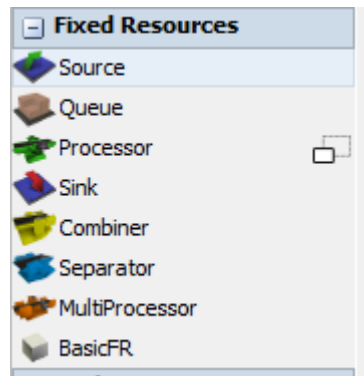 Fixed Resources
Source
Queue
Processor
Sink
Combiner
Separator
MultiProcessor
BasicFR